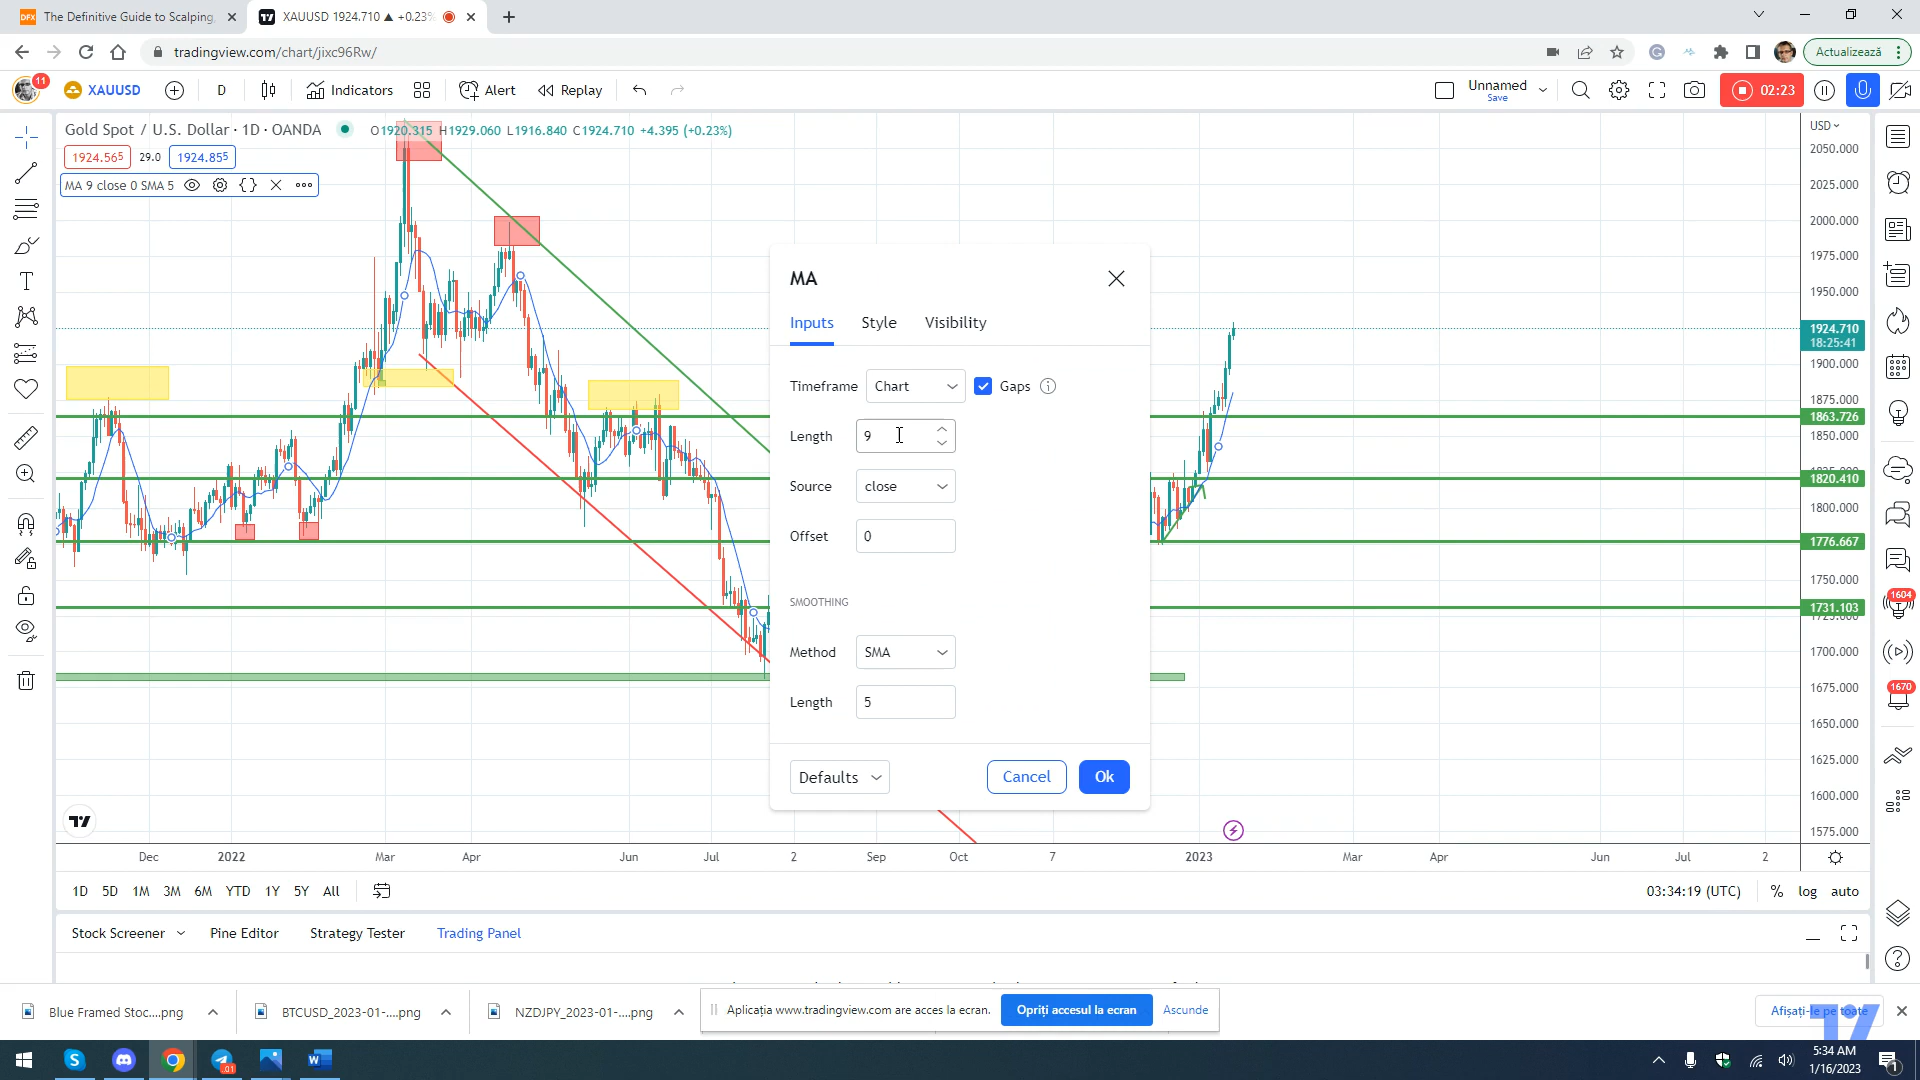 DFX The Definitive Guide to Scalping,
XAUUSD 1924.710 ▲ +0.23%
tradingview.com/chart/jixc96Rw/
Actualizează
11
XAUUSD
D
Indicators
Alert
Replay
Unnamed
Save
02:23
Gold Spot / U.S. Dollar · 1D · OANDA
O1920.315 H1929.060 L1916.840 C1924.710 +4.395 (+0.23%)
1924.565 29.0 1924.855
MA 9 close 0 SMA 5
USD
2050.000
2025.000
2000.000
1975.000
1950.000
1924.710
18:25:41
1900.000
1875.000
1863.726
1850.000
1820.410
1800.000
1776.667
1750.000
1731.103
1700.000
1675.000
1650.000
1625.000
1600.000
1575.000
MA
Inputs Style Visibility
Timeframe Chart Gaps
Length 9
Source close
Offset 0
SMOOTHING
Method SMA
Length 5
Defaults Cancel Ok
1604
1670
Dec 2022 Mar Apr Jun Jul 2 Sep Oct 7 2023 Mar Apr Jun Jul 2
1D 5D 1M 3M 6M YTD 1Y 5Y All
03:34:19 (UTC) % log auto
Stock Screener Pine Editor Strategy Tester Trading Panel
Blue Framed Stoc....png
BTCUSD_2023-01-....png
NZDJPY_2023-01-....png
Aplicația www.tradingview.com are acces la ecran.
Opriți accesul la ecran
Ascunde
Afișați-le pe toate
.01
5:34 AM
1/16/2023
1